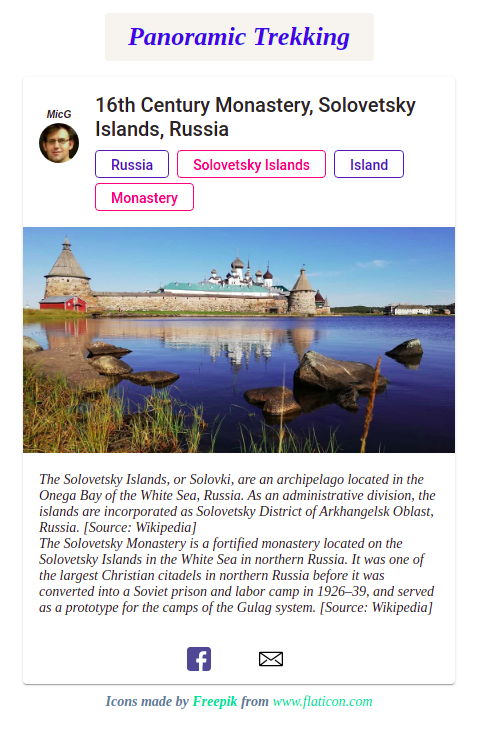 Panoramic Trekking
MicG
16th Century Monastery, Solovetsky
Islands, Russia
Russia
Solovetsky Islands
Island
Monastery
The Solovetsky Islands, or Solovki, are an archipelago located in the
Onega Bay of the White Sea, Russia. As an administrative division, the
islands are incorporated as Solovetsky District of Arkhangelsk Oblast,
Russia. [Source: Wikipedia]
The Solovetsky Monastery is a fortified monastery located on the
Solovetsky Islands in the White Sea in northern Russia. It was one of
the largest Christian citadels in northern Russia before it was
converted into a Soviet prison and labor camp in 1926–39, and served
as a prototype for the camps of the Gulag system. [Source: Wikipedia]
Icons made by Freepik from www.flaticon.com